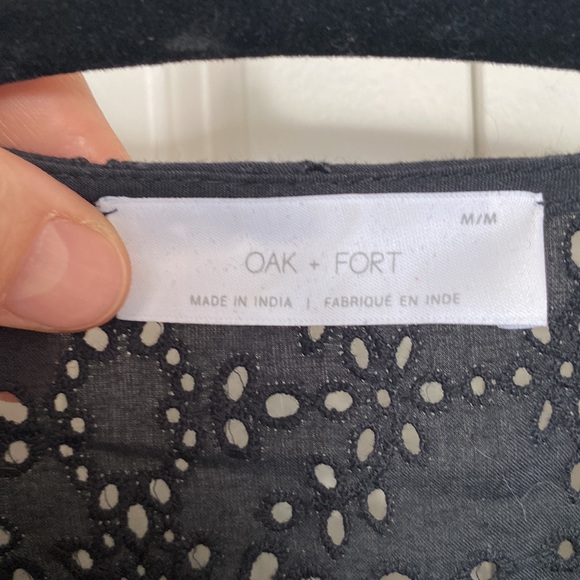 M/M
OAK + FORT
MADE IN INDIA | FABRIQUÉ EN INDE